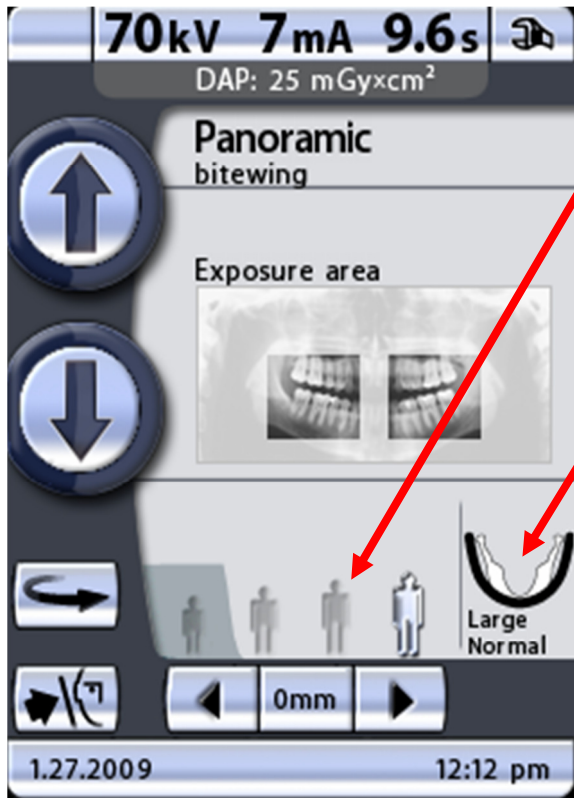 70kV 7mA 9.6s
DAP: 25 mGy×cm²
Panoramic
bitewing
Exposure area
Large
Normal
0mm
1.27.2009 12:12 pm